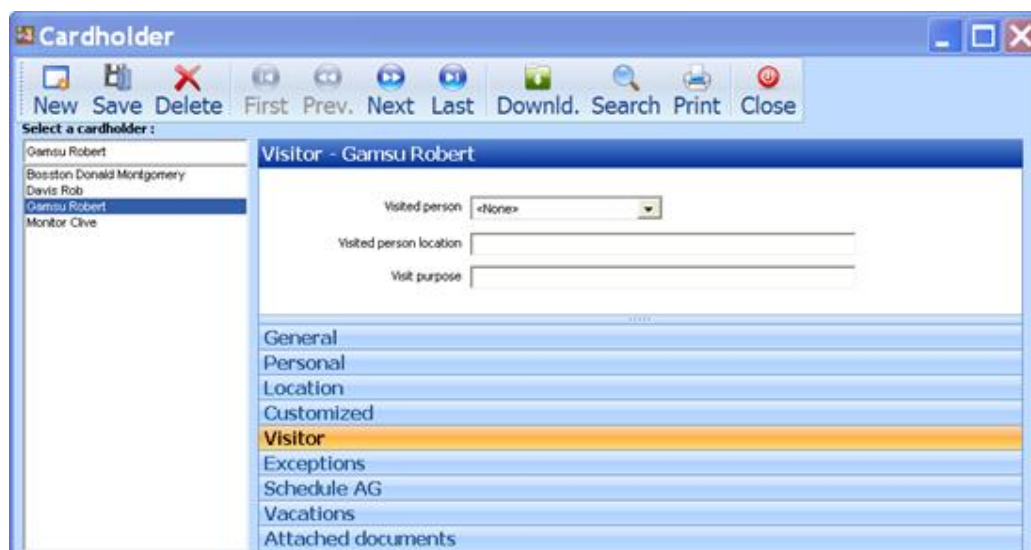 Cardholder
New Save Delete First Prev. Next Last Downld. Search Print Close
Select a cardholder :
Gamsu Robert
Bosston Donald Montgomery
Davis Rob
Gamsu Robert
Monitor Clive
Visitor - Gamsu Robert
Visited person <None>
Visited person location
Visit purpose
General
Personal
Location
Customized
Visitor
Exceptions
Schedule AG
Vacations
Attached documents